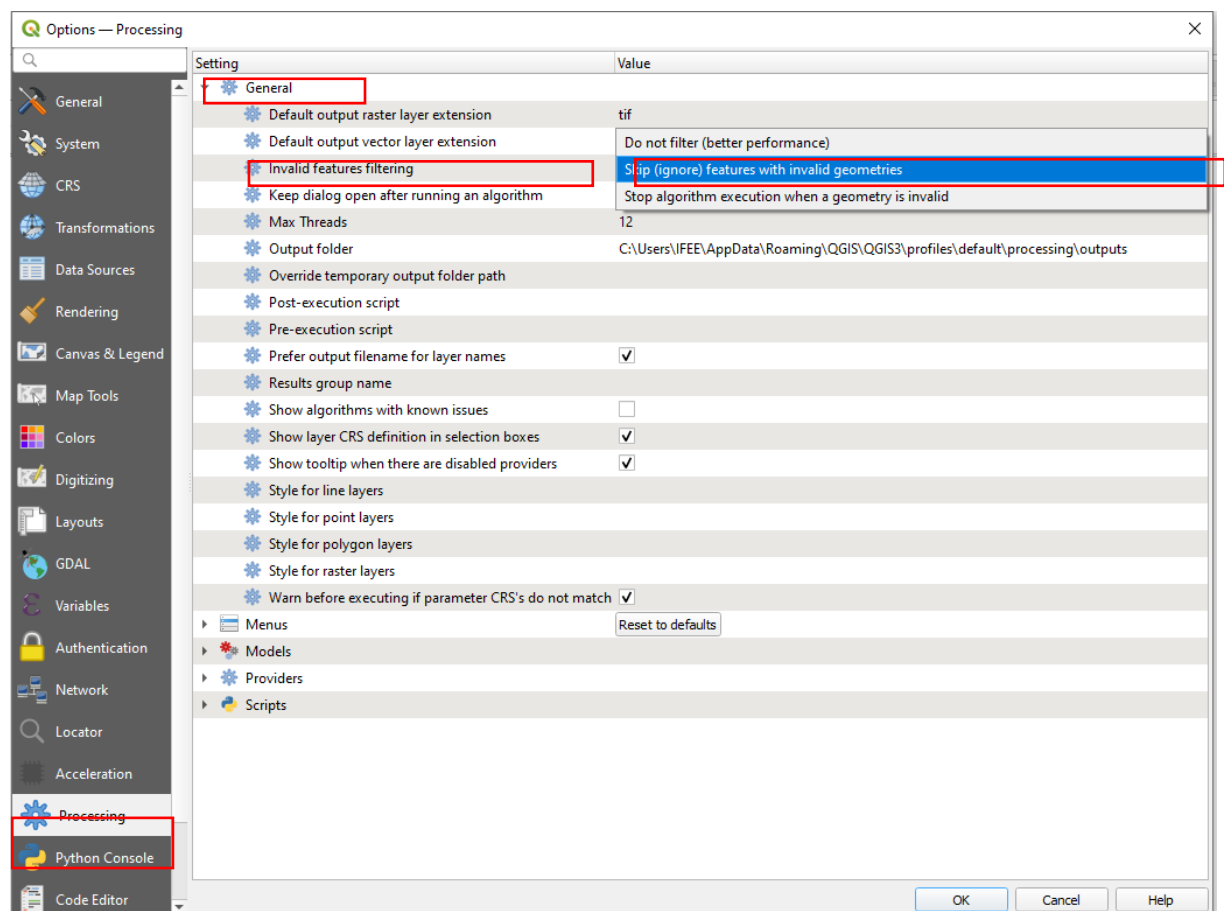 Options — Processing
Setting Value
General
Default output raster layer extension tif
Default output vector layer extension
Do not filter (better performance)
Invalid features filtering
Skip (ignore) features with invalid geometries
Keep dialog open after running an algorithm
Stop algorithm execution when a geometry is invalid
Max Threads 12
Output folder C:\Users\IFEE\AppData\Roaming\QGIS\QGIS3\profiles\default\processing\outputs
Override temporary output folder path
Post-execution script
Pre-execution script
Prefer output filename for layer names
Results group name
Show algorithms with known issues
Show layer CRS definition in selection boxes
Show tooltip when there are disabled providers
Style for line layers
Style for point layers
Style for polygon layers
Style for raster layers
Warn before executing if parameter CRS's do not match
Menus Reset to defaults
Models
Providers
Scripts
General
System
CRS
Transformations
Data Sources
Rendering
Canvas & Legend
Map Tools
Colors
Digitizing
Layouts
GDAL
Variables
Authentication
Network
Locator
Acceleration
Processing
Python Console
Code Editor
OK Cancel Help